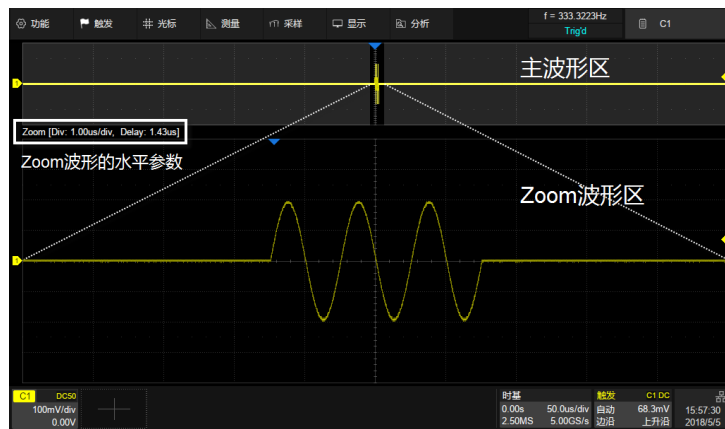 功能 触发 光标 测量 采样 显示 分析 f = 333.3223Hz C1
Trig'd
主波形区
1
Zoom [Div: 1.00us/div, Delay: 1.43us]
Zoom波形的水平参数
Zoom波形区
1
C1 DC50 时基 触发 C1 DC
100mV/div 0.00s 50.0us/div 自动 68.3mV 15:57:30
0.00V 2.50MS 5.00GS/s 边沿 上升沿 2018/5/5